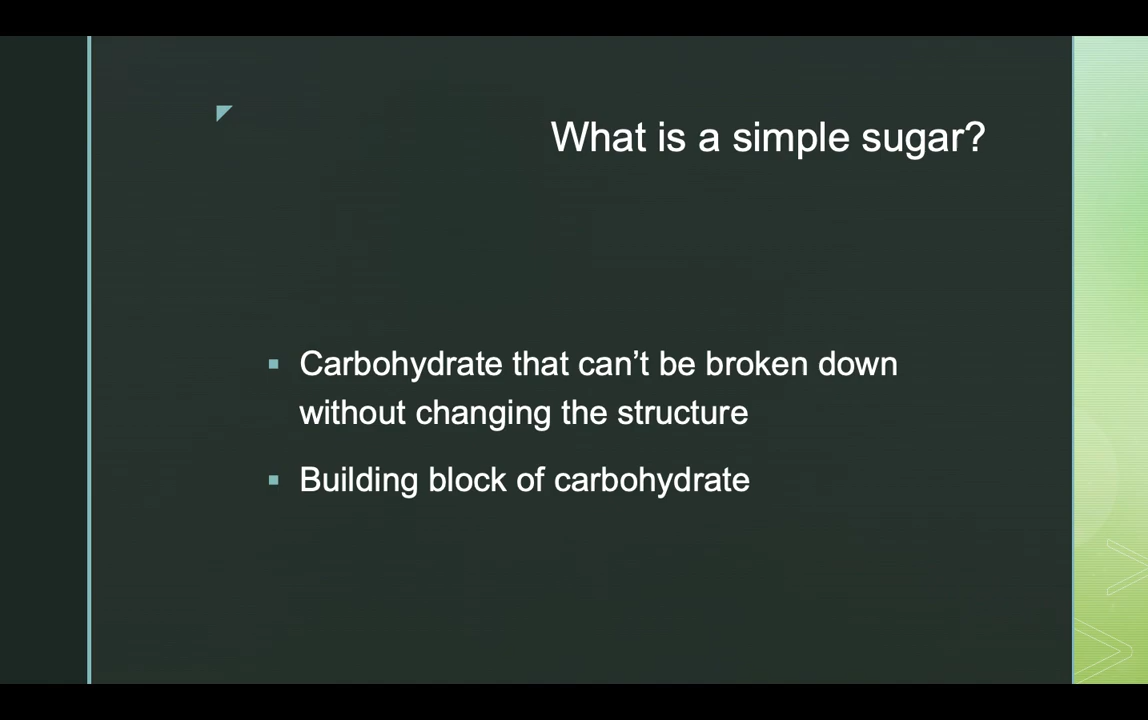 What is a simple sugar?
▪ Carbohydrate that can’t be broken down
without changing the structure
▪ Building block of carbohydrate